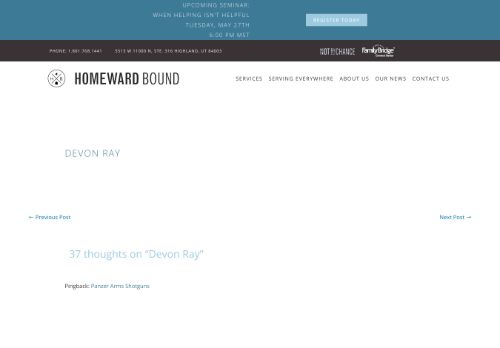 UPCOMING SEMINAR:
WHEN HELPING ISN'T HELPFUL
TUESDAY, MAY 27TH
6:00 PM MST
REGISTER TODAY
PHONE: 1.801.768.1441 5513 W 11000 N, STE. 316 HIGHLAND, UT 84003
NOT BY CHANCE FamilyBridge
HOMEWARD BOUND
SERVICES SERVING EVERYWHERE ABOUT US OUR NEWS CONTACT US
DEVON RAY
← Previous Post Next Post →
37 thoughts on “Devon Ray”
Pingback: Panzer Arms Shotguns